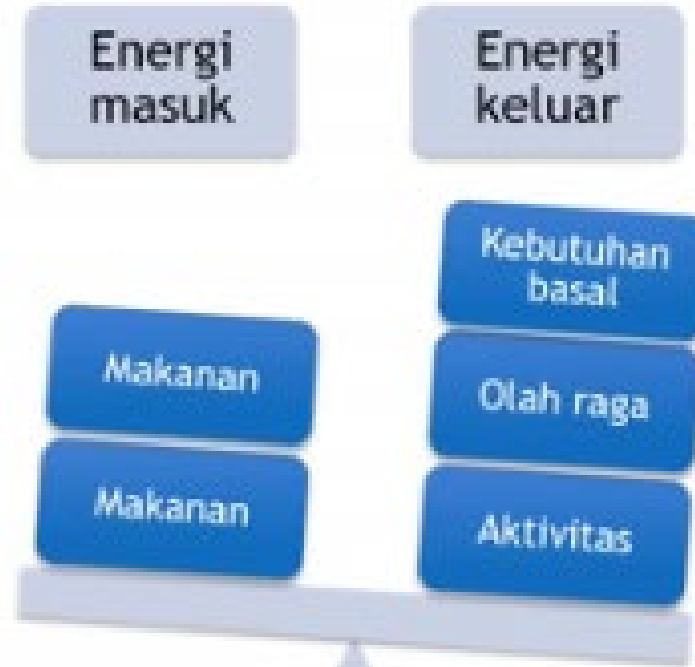 Energi
masuk
Energi
keluar
Kebutuhan
basal
Makanan
Olah raga
Makanan
Aktivitas